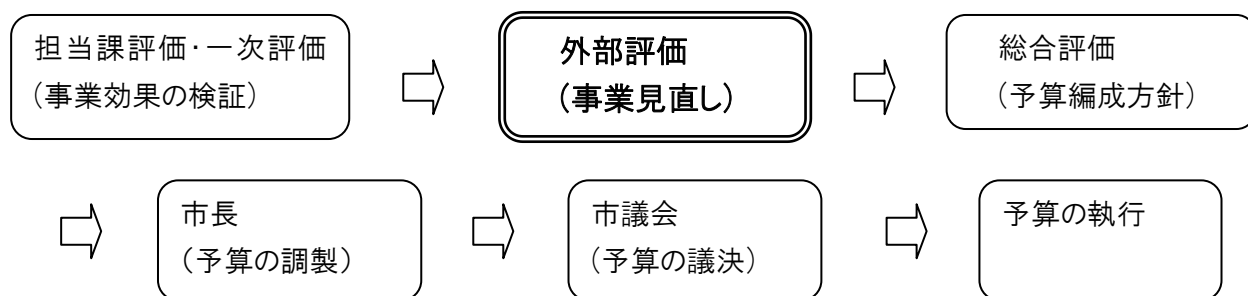 担当課評価・一次評価
（事業効果の検証）
外部評価
（事業見直し）
総合評価
（予算編成方針）
市長
（予算の調製）
市議会
（予算の議決）
予算の執行